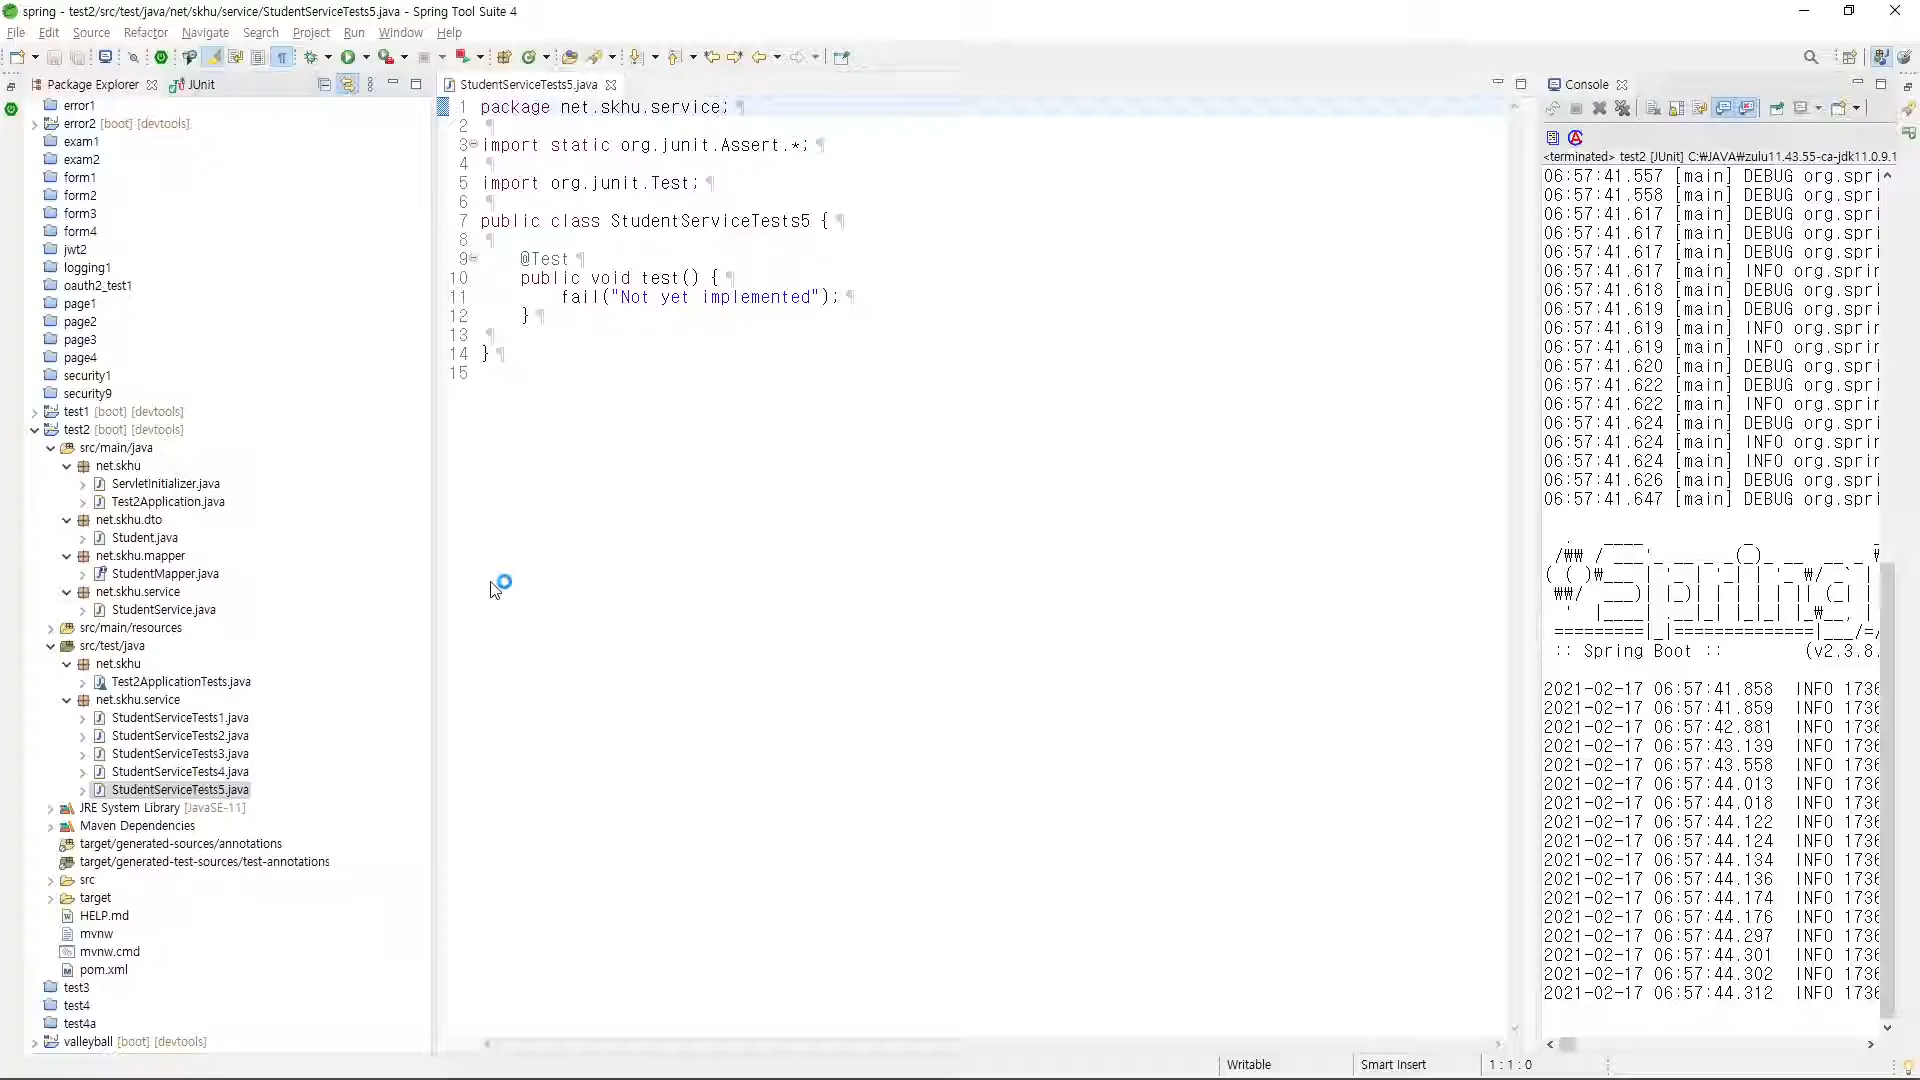 spring - test2/src/test/java/net/skhu/service/StudentServiceTests5.java - Spring Tool Suite 4
File Edit Source Refactor Navigate Search Project Run Window Help
Package Explorer
JUnit
error1
error2 [boot] [devtools]
exam1
exam2
form1
form2
form3
form4
jwt2
logging1
oauth2_test1
page1
page2
page3
page4
security1
security9
test1 [boot] [devtools]
test2 [boot] [devtools]
src/main/java
net.skhu
ServletInitializer.java
Test2Application.java
net.skhu.dto
Student.java
net.skhu.mapper
StudentMapper.java
net.skhu.service
StudentService.java
src/main/resources
src/test/java
net.skhu
Test2ApplicationTests.java
net.skhu.service
StudentServiceTests1.java
StudentServiceTests2.java
StudentServiceTests3.java
StudentServiceTests4.java
StudentServiceTests5.java
JRE System Library [JavaSE-11]
Maven Dependencies
target/generated-sources/annotations
target/generated-test-sources/test-annotations
src
target
HELP.md
mvnw
mvnw.cmd
pom.xml
test3
test4
test4a
valleyball [boot] [devtools]
StudentServiceTests5.java
1 package net.skhu.service;
2
3 import static org.junit.Assert.*;
4
5 import org.junit.Test;
6
7 public class StudentServiceTests5 {
8
9 @Test
10 public void test() {
11 fail("Not yet implemented");
12 }
13
14 }
15
Console
<terminated> test2 [JUnit] C:₩JAVA₩zulu11.43.55-ca-jdk11.0.9.1
06:57:41.557 [main] DEBUG org.spri
06:57:41.558 [main] DEBUG org.spri
06:57:41.617 [main] DEBUG org.spri
06:57:41.617 [main] DEBUG org.spri
06:57:41.617 [main] DEBUG org.spri
06:57:41.617 [main] INFO org.sprin
06:57:41.618 [main] DEBUG org.spri
06:57:41.619 [main] DEBUG org.spri
06:57:41.619 [main] INFO org.sprin
06:57:41.619 [main] INFO org.sprin
06:57:41.620 [main] DEBUG org.spri
06:57:41.622 [main] DEBUG org.spri
06:57:41.622 [main] INFO org.sprin
06:57:41.624 [main] DEBUG org.spri
06:57:41.624 [main] INFO org.sprin
06:57:41.624 [main] INFO org.sprin
06:57:41.626 [main] DEBUG org.spri
06:57:41.647 [main] DEBUG org.spri
:: Spring Boot :: (v2.3.8.
2021-02-17 06:57:41.858 INFO 1736
2021-02-17 06:57:41.859 INFO 1736
2021-02-17 06:57:42.881 INFO 1736
2021-02-17 06:57:43.139 INFO 1736
2021-02-17 06:57:43.558 INFO 1736
2021-02-17 06:57:44.013 INFO 1736
2021-02-17 06:57:44.018 INFO 1736
2021-02-17 06:57:44.122 INFO 1736
2021-02-17 06:57:44.124 INFO 1736
2021-02-17 06:57:44.134 INFO 1736
2021-02-17 06:57:44.136 INFO 1736
2021-02-17 06:57:44.174 INFO 1736
2021-02-17 06:57:44.176 INFO 1736
2021-02-17 06:57:44.297 INFO 1736
2021-02-17 06:57:44.301 INFO 1736
2021-02-17 06:57:44.302 INFO 1736
2021-02-17 06:57:44.312 INFO 1736
Writable
Smart Insert
1 : 1 : 0